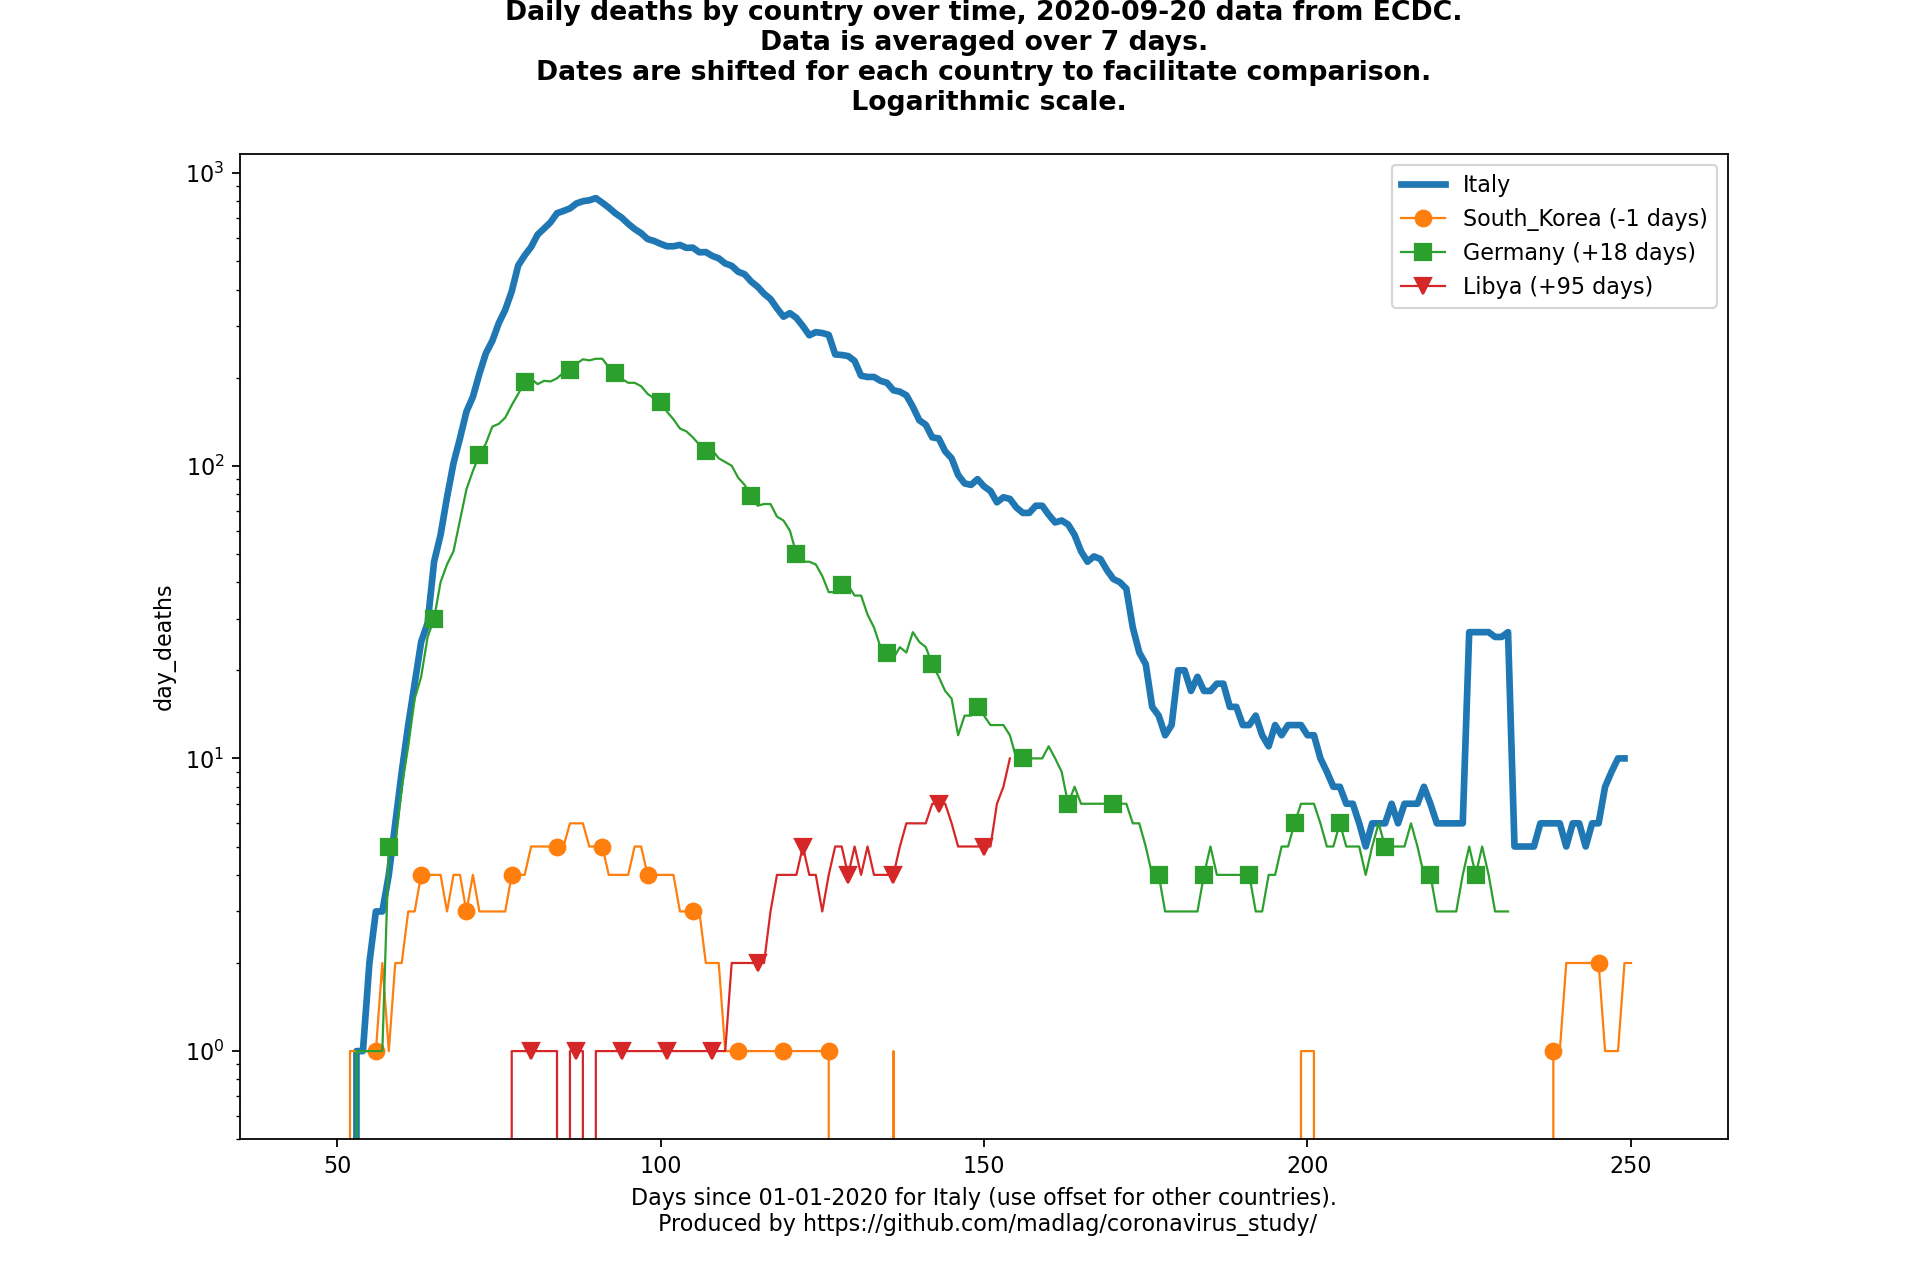 Daily deaths by country over time, 2020-09-20 data from ECDC.
Data is averaged over 7 days.
Dates are shifted for each country to facilitate comparison.
Logarithmic scale.
10³
10²
10¹
10⁰
day_deaths
Italy
South_Korea (-1 days)
Germany (+18 days)
Libya (+95 days)
50
100
150
200
250
Days since 01-01-2020 for Italy (use offset for other countries).
Produced by https://github.com/madlag/coronavirus_study/